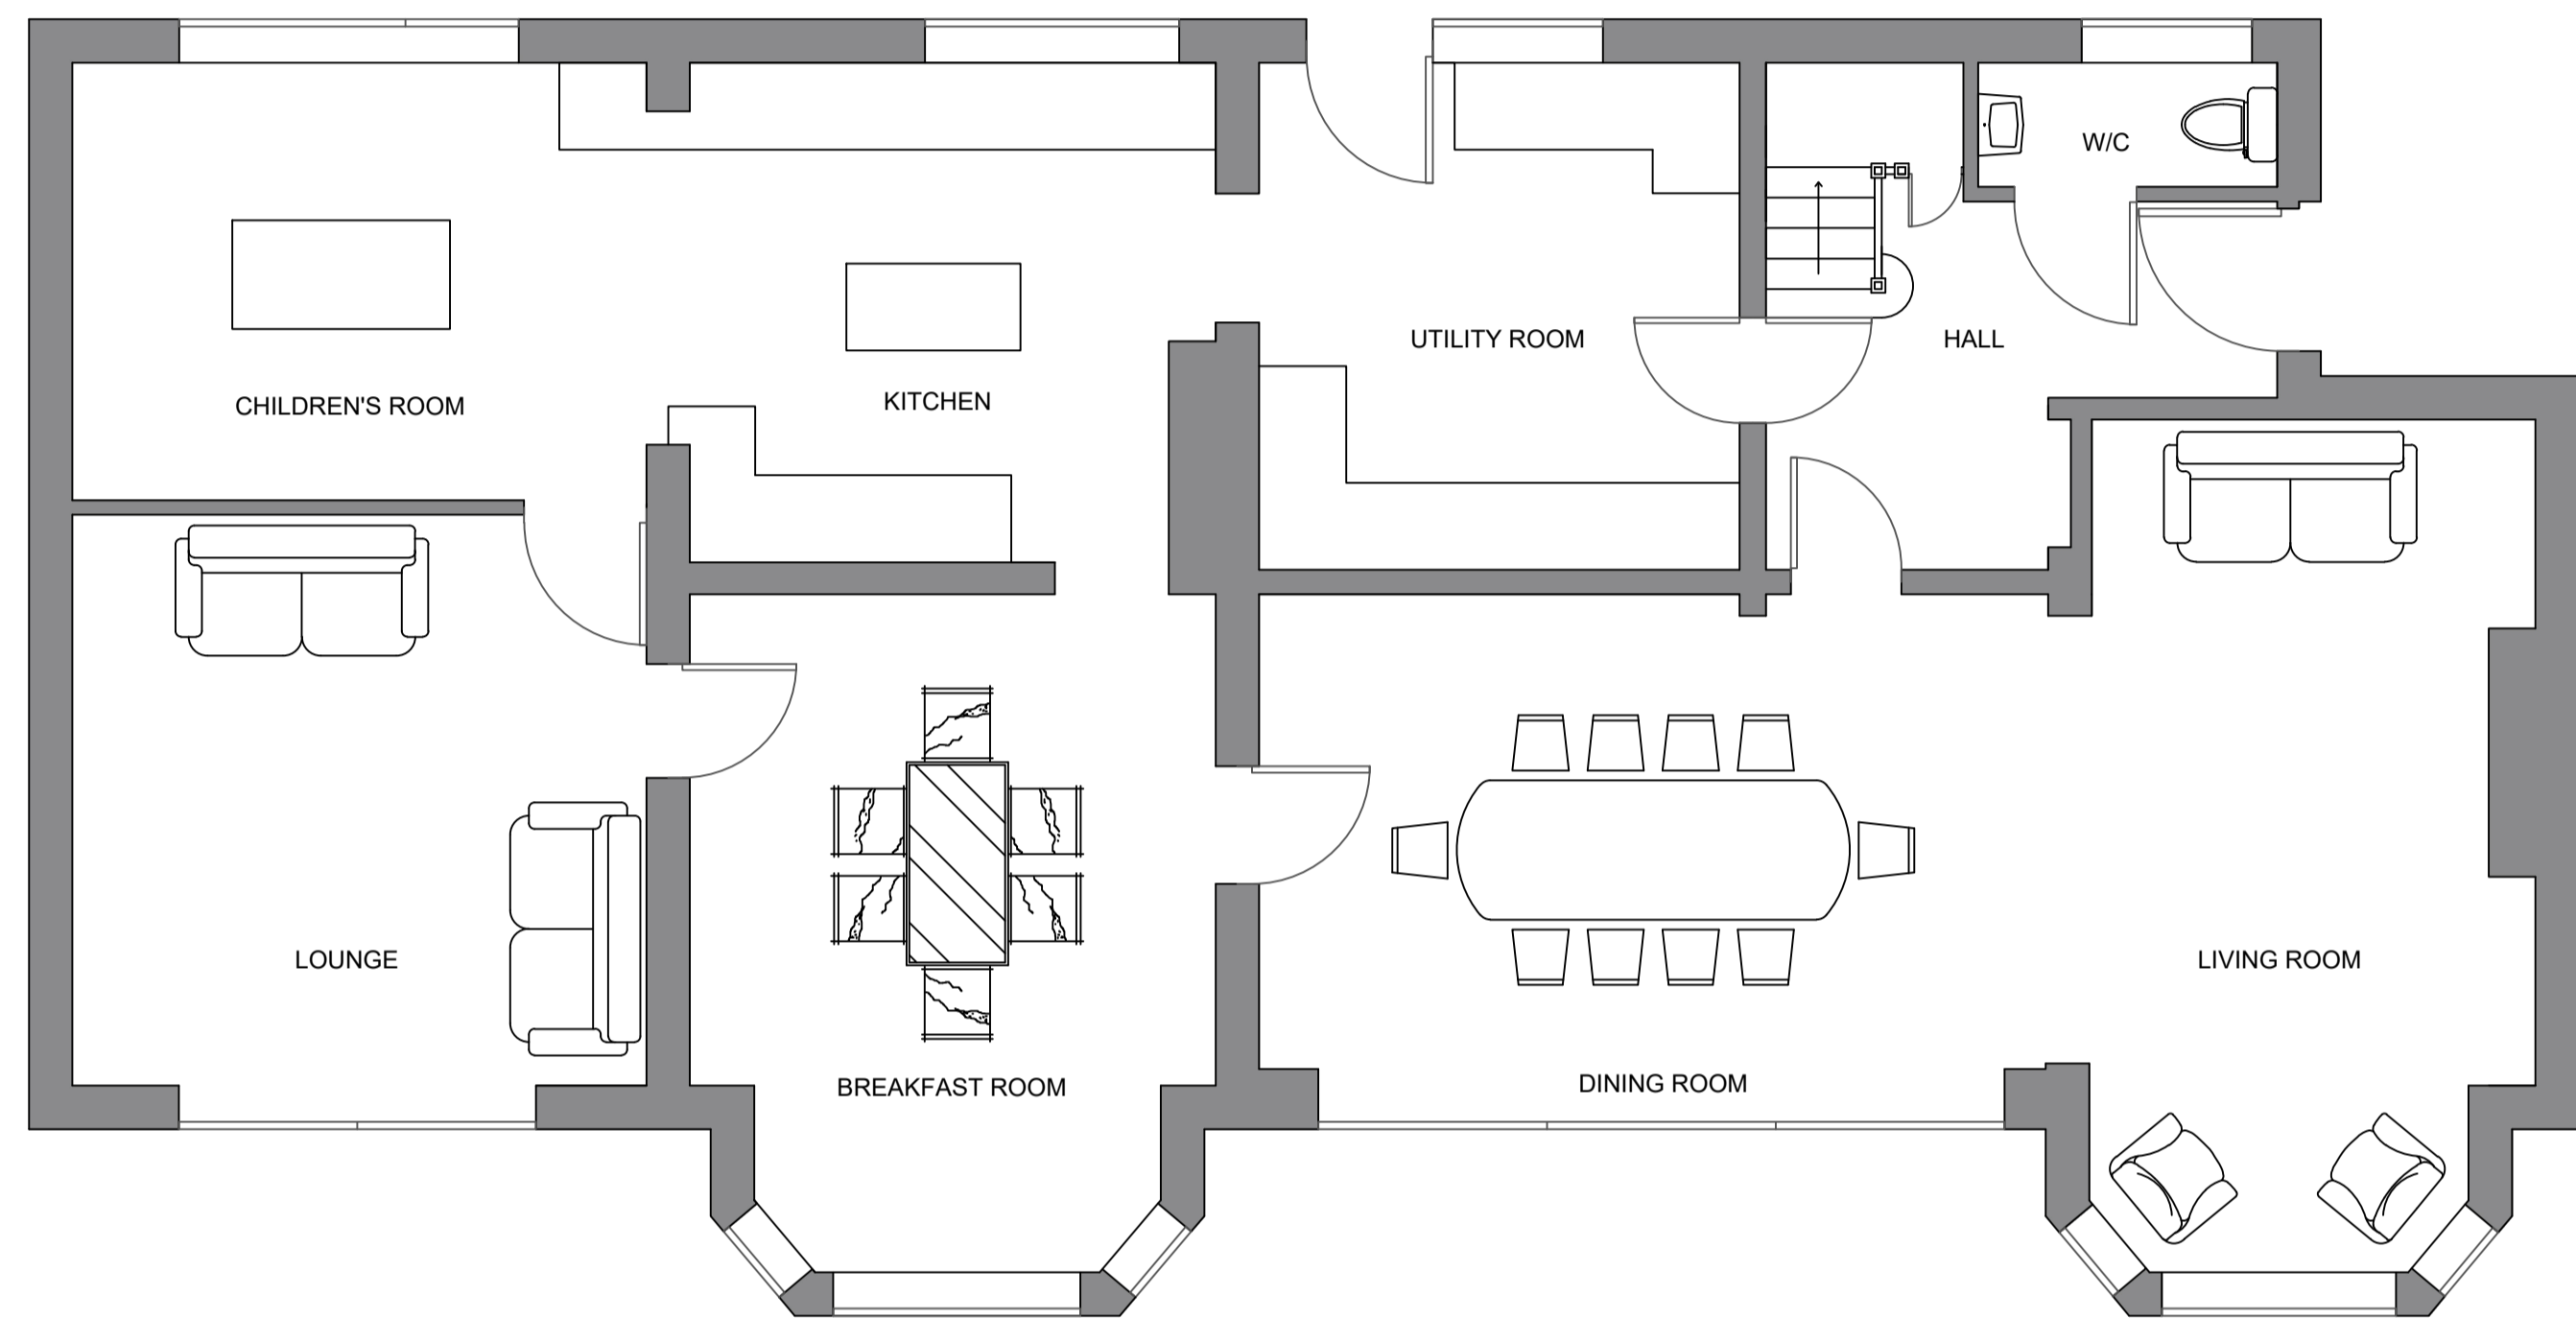 W/C
UTILITY ROOM
HALL
CHILDREN'S ROOM
KITCHEN
LOUNGE
LIVING ROOM
BREAKFAST ROOM
DINING ROOM